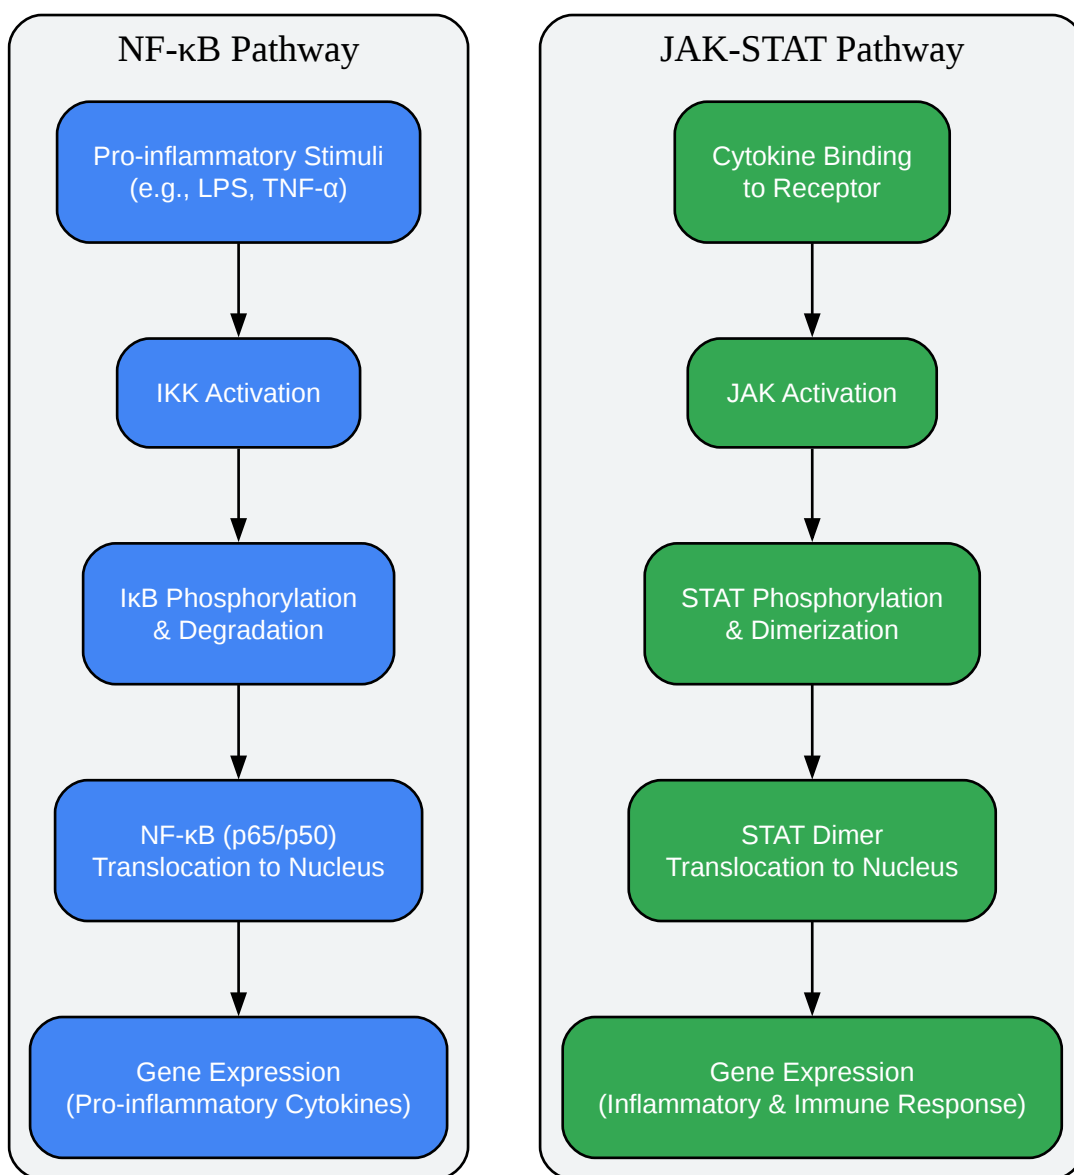 NF-κB Pathway
Pro-inflammatory Stimuli
(e.g., LPS, TNF-α)
IKK Activation
IκB Phosphorylation
& Degradation
NF-κB (p65/p50)
Translocation to Nucleus
Gene Expression
(Pro-inflammatory Cytokines)
JAK-STAT Pathway
Cytokine Binding
to Receptor
JAK Activation
STAT Phosphorylation
& Dimerization
STAT Dimer
Translocation to Nucleus
Gene Expression
(Inflammatory & Immune Response)